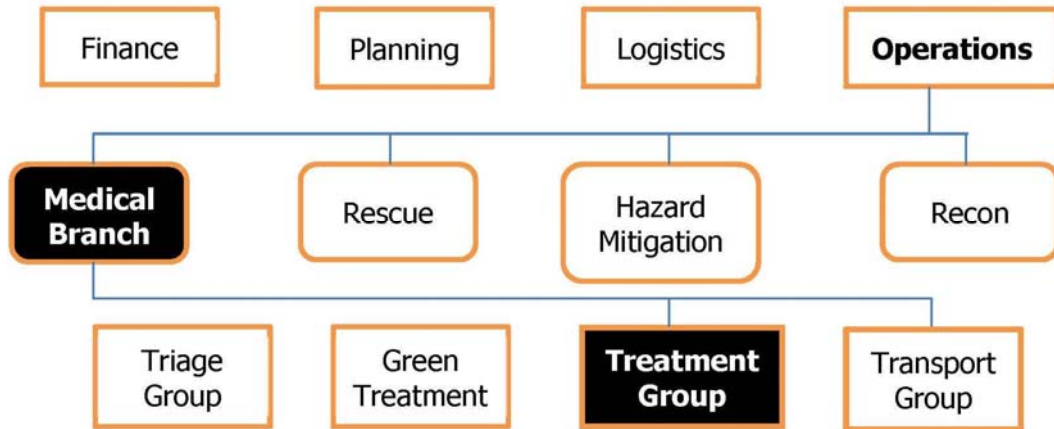 Finance
Planning
Logistics
Operations
Medical
Branch
Rescue
Hazard
Mitigation
Recon
Triage
Group
Green
Treatment
Treatment
Group
Transport
Group